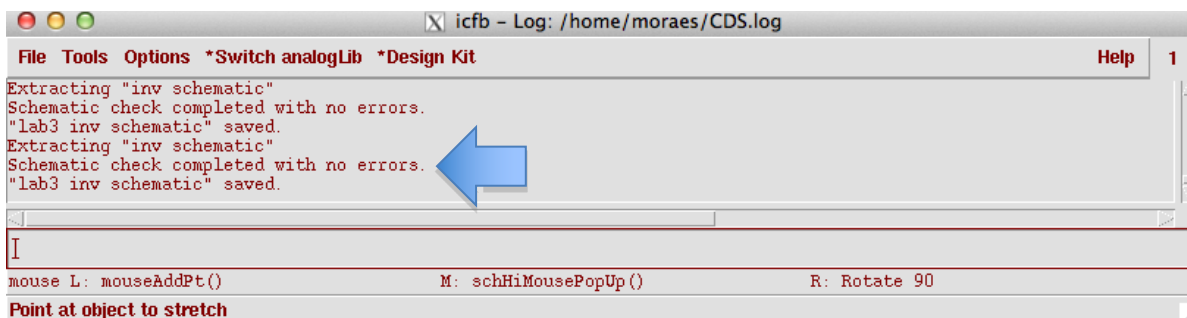 X icfb - Log: /home/moraes/CDS.log
File Tools Options *Switch analogLib *Design Kit Help 1
Extracting "inv schematic"
Schematic check completed with no errors.
"lab3 inv schematic" saved.
Extracting "inv schematic"
Schematic check completed with no errors.
"lab3 inv schematic" saved.
mouse L: mouseAddPt() M: schHiMousePopUp() R: Rotate 90
Point at object to stretch